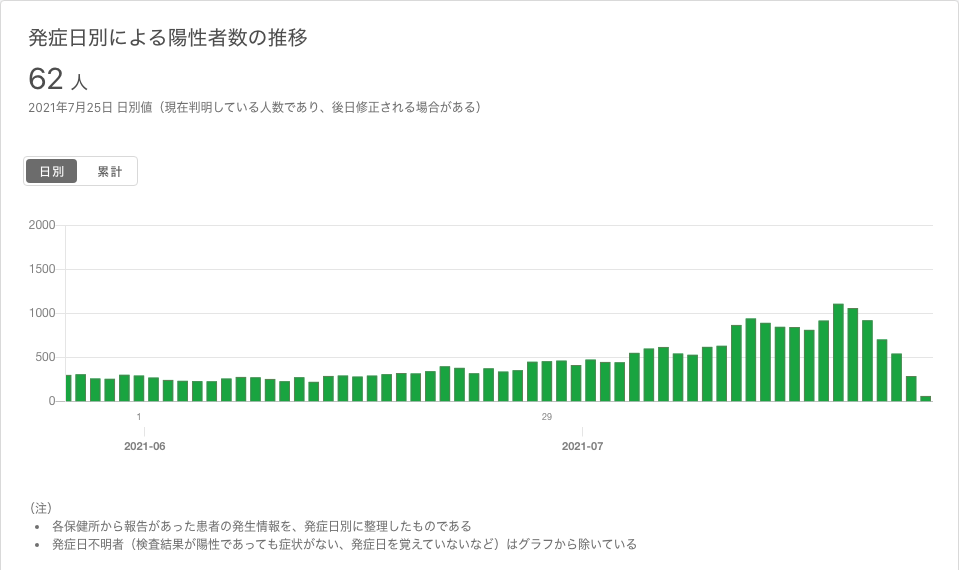 発症日別による陽性者数の推移
62 人
2021年7月25日 日別値（現在判明している人数であり、後日修正される場合がある）
日別 累計
2000
1500
1000
500
0
1 29
2021-06 2021-07
（注）
• 各保健所から報告があった患者の発生情報を、発症日別に整理したものである
• 発症日不明者（検査結果が陽性であっても症状がない、発症日を覚えていないなど）はグラフから除いている